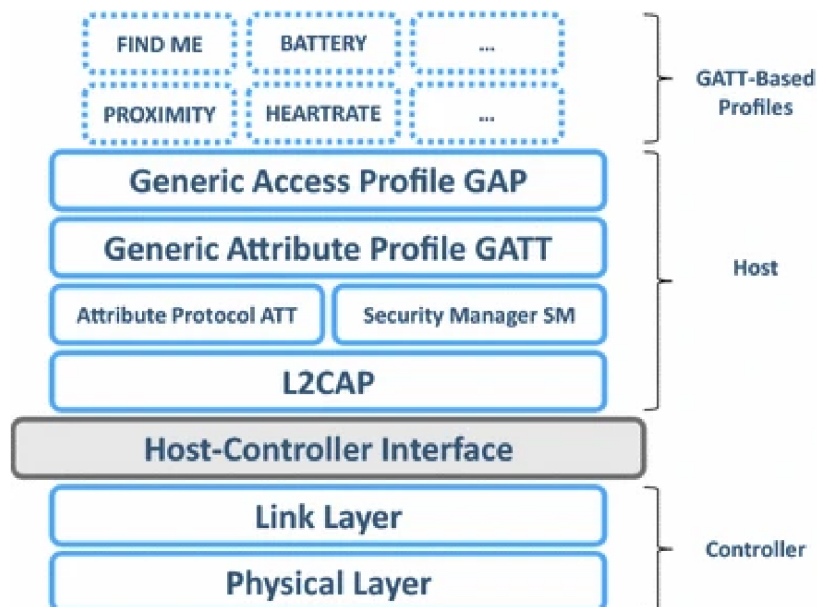 FIND ME
BATTERY
...
PROXIMITY
HEARTRATE
...
GATT-Based
Profiles
Generic Access Profile GAP
Generic Attribute Profile GATT
Attribute Protocol ATT
Security Manager SM
L2CAP
Host
Host-Controller Interface
Link Layer
Physical Layer
Controller